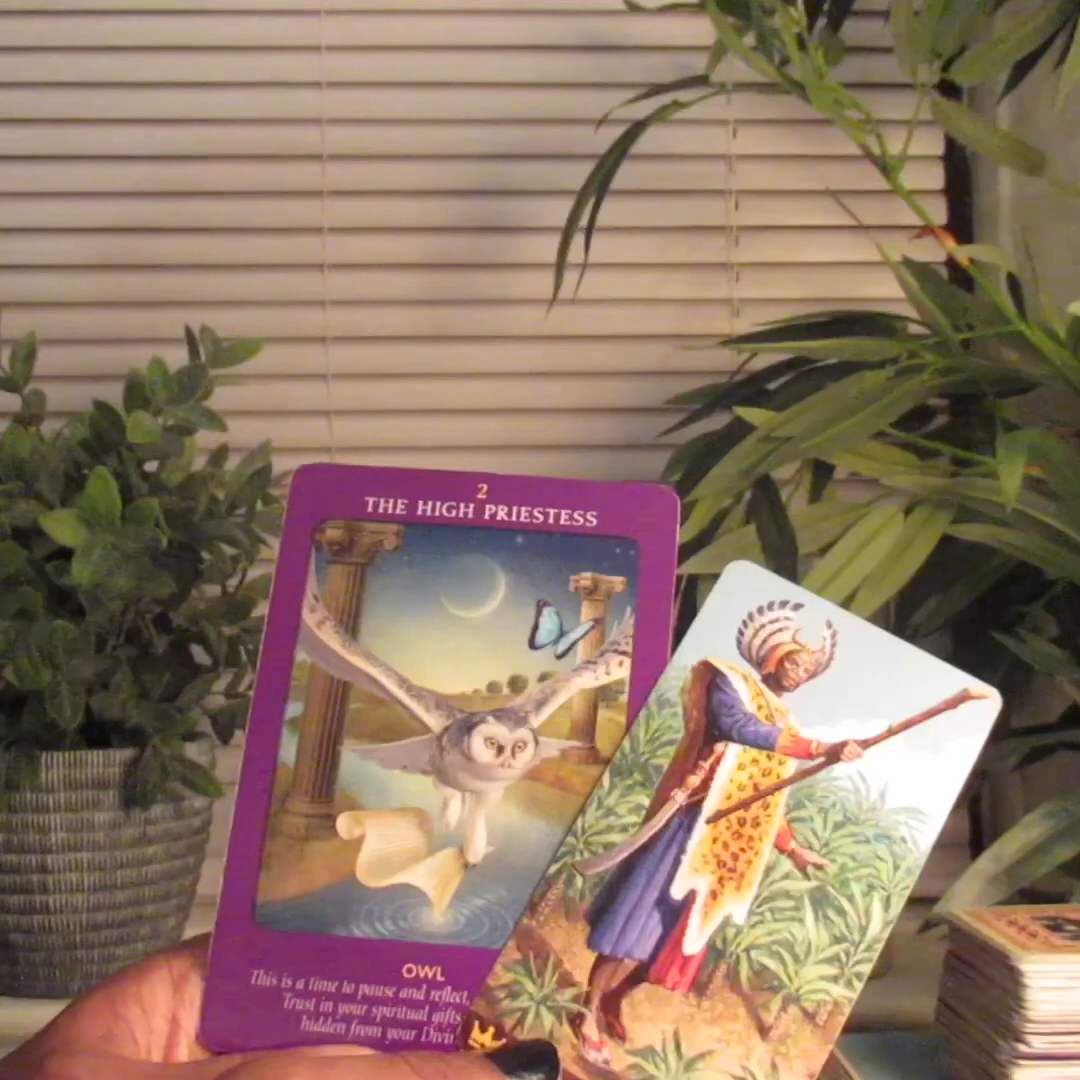 2
THE HIGH PRIESTESS
OWL
This is a time to pause and reflect,
Trust in your spiritual gifts
hidden from your